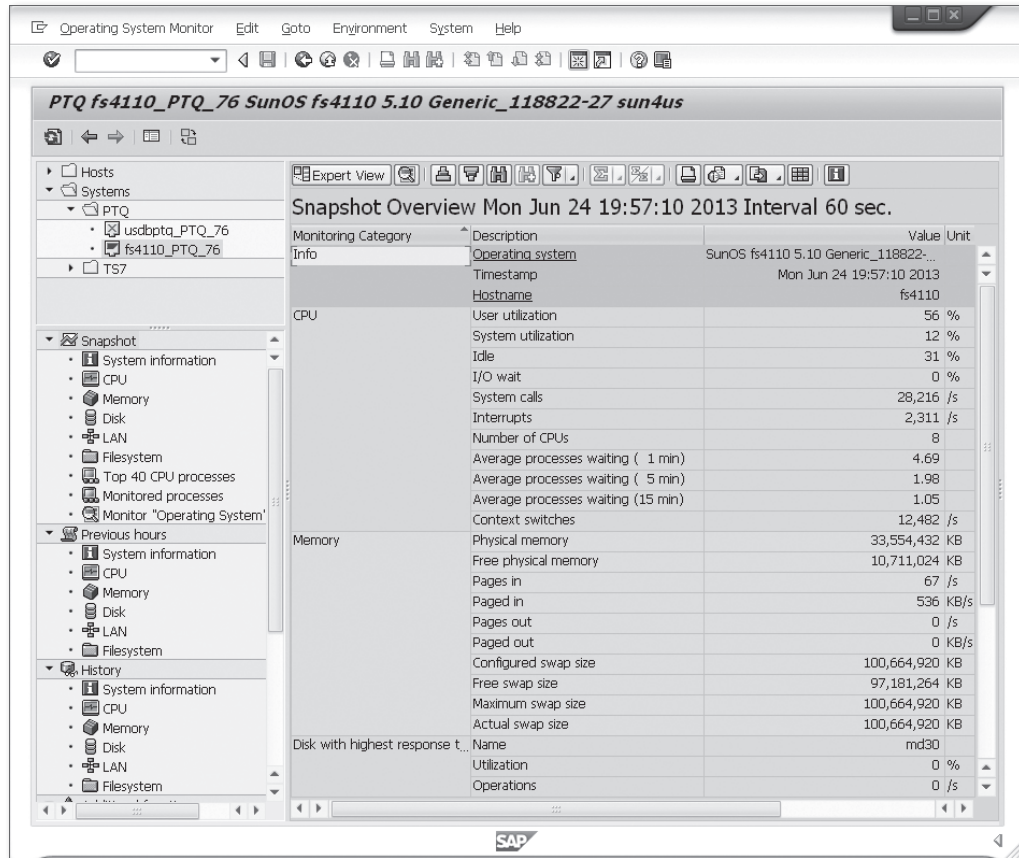 Operating System Monitor Edit Goto Environment System Help
PTQ fs4110_PTQ_76 SunOS fs4110 5.10 Generic_118822-27 sun4us
Hosts
Systems
PTQ
usdbptq_PTQ_76
fs4110_PTQ_76
TS7
Snapshot
System information
CPU
Memory
Disk
LAN
Filesystem
Top 40 CPU processes
Monitored processes
Monitor "Operating System"
Previous hours
System information
CPU
Memory
Disk
LAN
Filesystem
History
System information
CPU
Memory
Disk
LAN
Filesystem
Expert View
Snapshot Overview Mon Jun 24 19:57:10 2013 Interval 60 sec.
Monitoring Category Description Value Unit
Info Operating system SunOS fs4110 5.10 Generic_118822-...
Timestamp Mon Jun 24 19:57:10 2013
Hostname fs4110
CPU User utilization 56 %
System utilization 12 %
Idle 31 %
I/O wait 0 %
System calls 28,216 /s
Interrupts 2,311 /s
Number of CPUs 8
Average processes waiting ( 1 min) 4.69
Average processes waiting ( 5 min) 1.98
Average processes waiting (15 min) 1.05
Context switches 12,482 /s
Memory Physical memory 33,554,432 KB
Free physical memory 10,711,024 KB
Pages in 67 /s
Paged in 536 KB/s
Pages out 0 /s
Paged out 0 KB/s
Configured swap size 100,664,920 KB
Free swap size 97,181,264 KB
Maximum swap size 100,664,920 KB
Actual swap size 100,664,920 KB
Disk with highest response t... Name md30
Utilization 0 %
Operations 0 /s
SAP